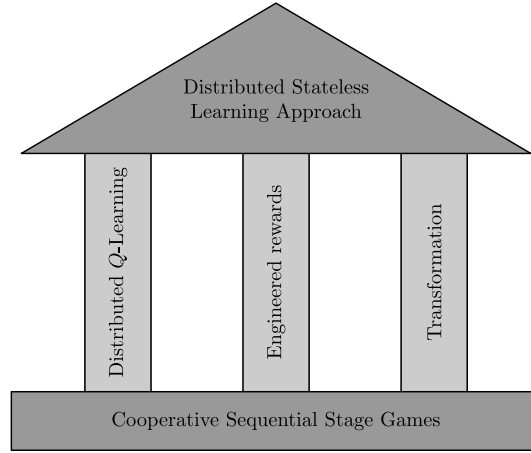 Distributed Stateless
Learning Approach
Distributed Q-Learning
Engineered rewards
Transformation
Cooperative Sequential Stage Games